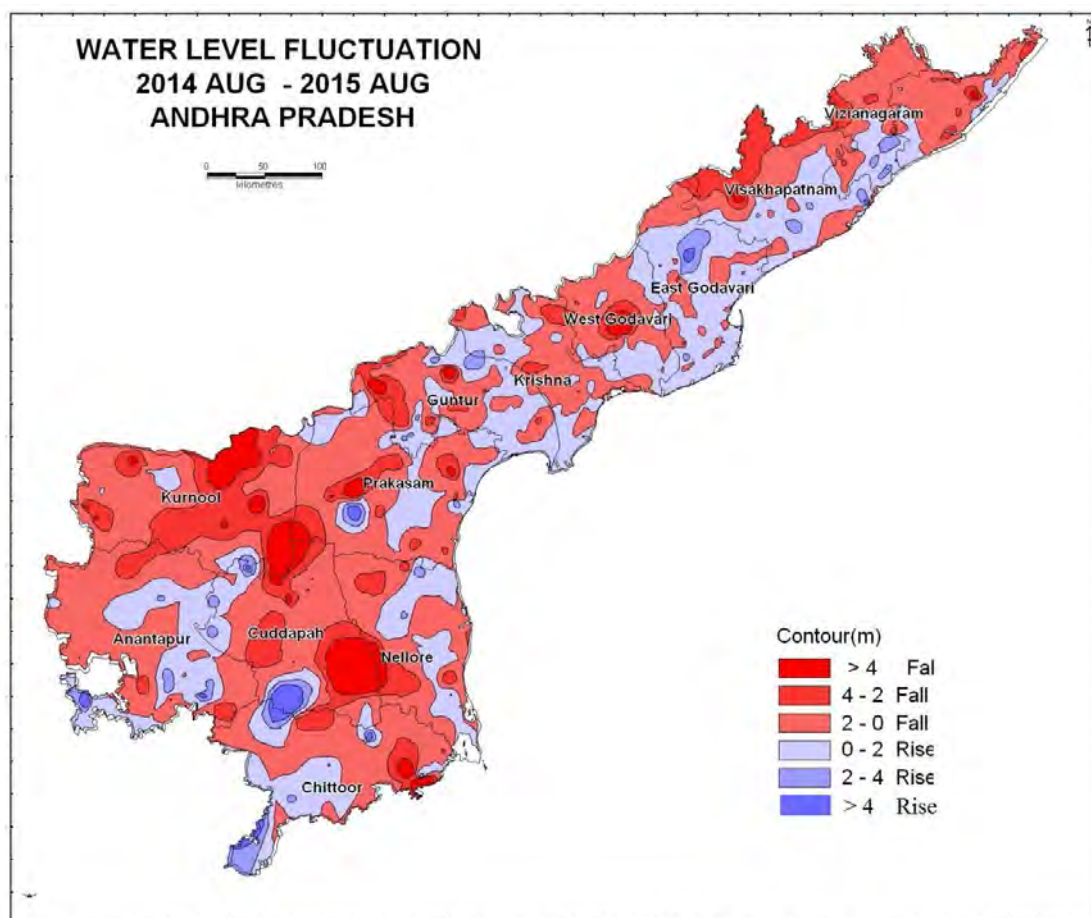 WATER LEVEL FLUCTUATION
2014 AUG - 2015 AUG
ANDHRA PRADESH
0 50 100
kilometres
Vizianagaram
Visakhapatnam
East Godavari
West Godavari
Krishna
Guntur
Prakasam
Kurnool
Anantapur
Cuddapah
Nellore
Chittoor
Contour(m)
> 4 Fal
4 - 2 Fall
2 - 0 Fall
0 - 2 Rise
2 - 4 Rise
> 4 Rise